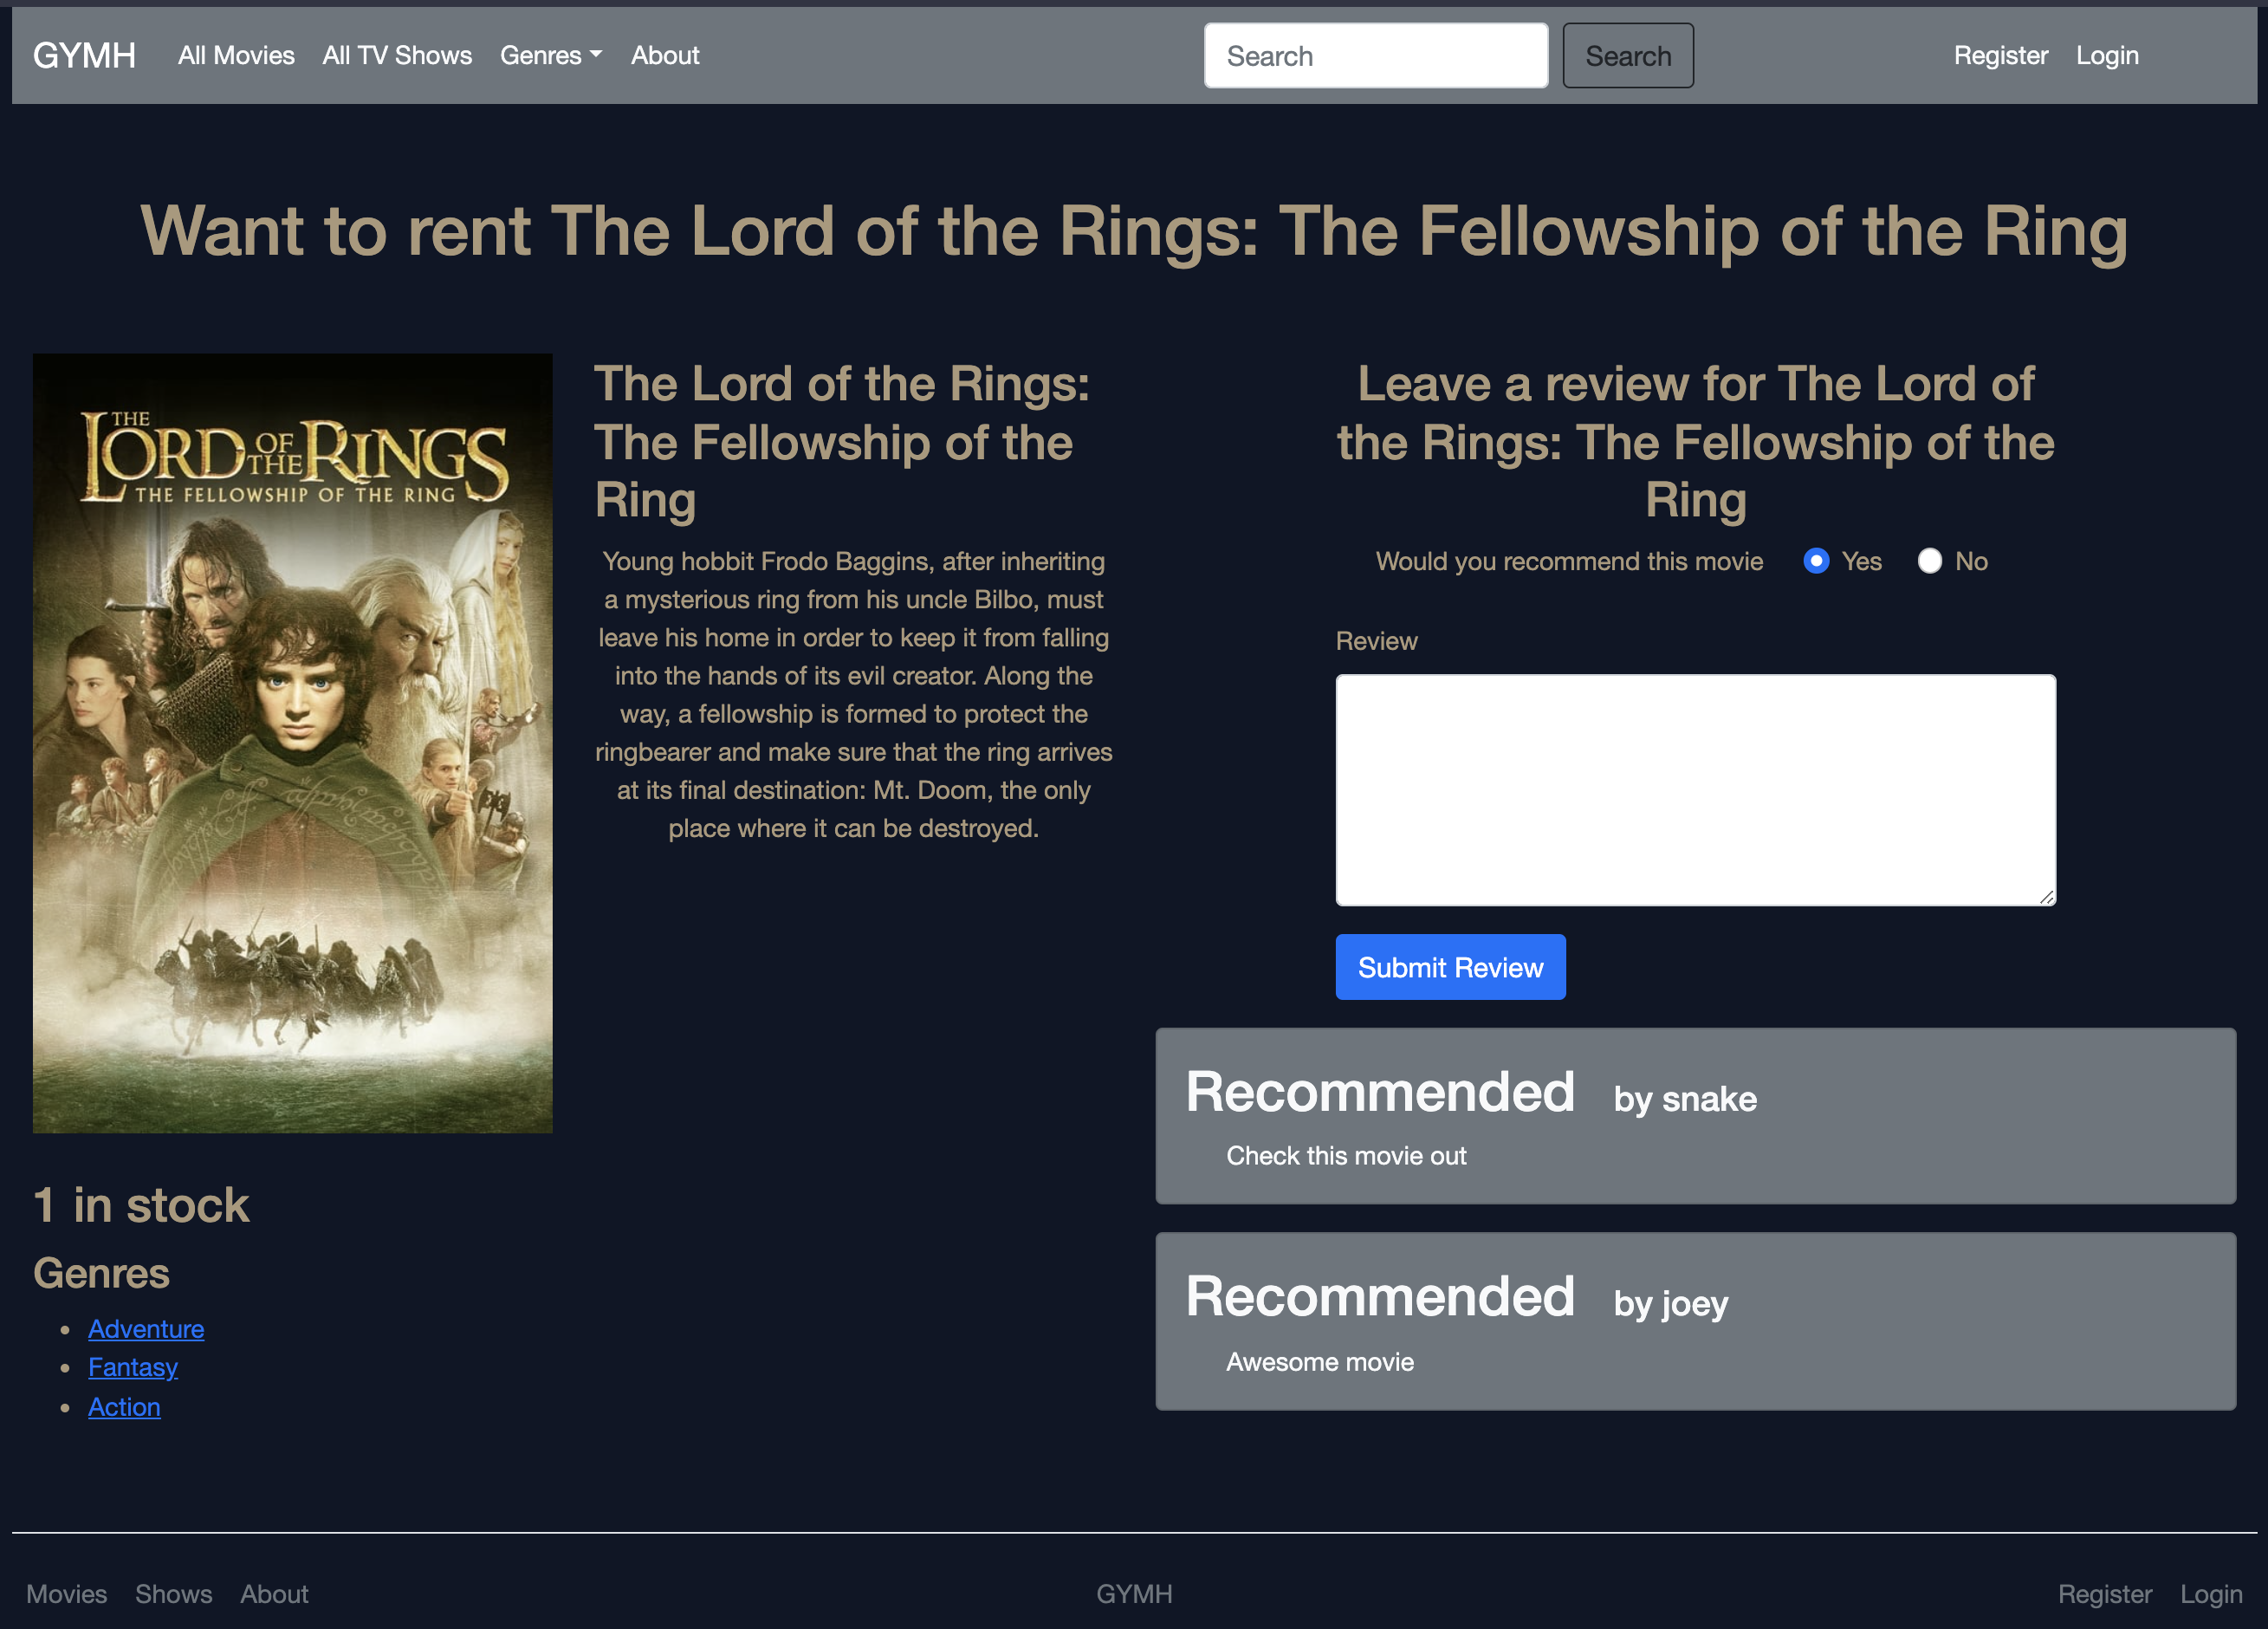 GYMH All Movies All TV Shows Genres About Search Search Register Login
Want to rent The Lord of the Rings: The Fellowship of the Ring
THE
LORD OF THE RINGS
THE FELLOWSHIP OF THE RING
1 in stock
Genres
Adventure
Fantasy
Action
The Lord of the Rings:
The Fellowship of the
Ring
Young hobbit Frodo Baggins, after inheriting
a mysterious ring from his uncle Bilbo, must
leave his home in order to keep it from falling
into the hands of its evil creator. Along the
way, a fellowship is formed to protect the
ringbearer and make sure that the ring arrives
at its final destination: Mt. Doom, the only
place where it can be destroyed.
Leave a review for The Lord of
the Rings: The Fellowship of the
Ring
Would you recommend this movie Yes No
Review
Submit Review
Recommended by snake
Check this movie out
Recommended by joey
Awesome movie
Movies Shows About GYMH Register Login